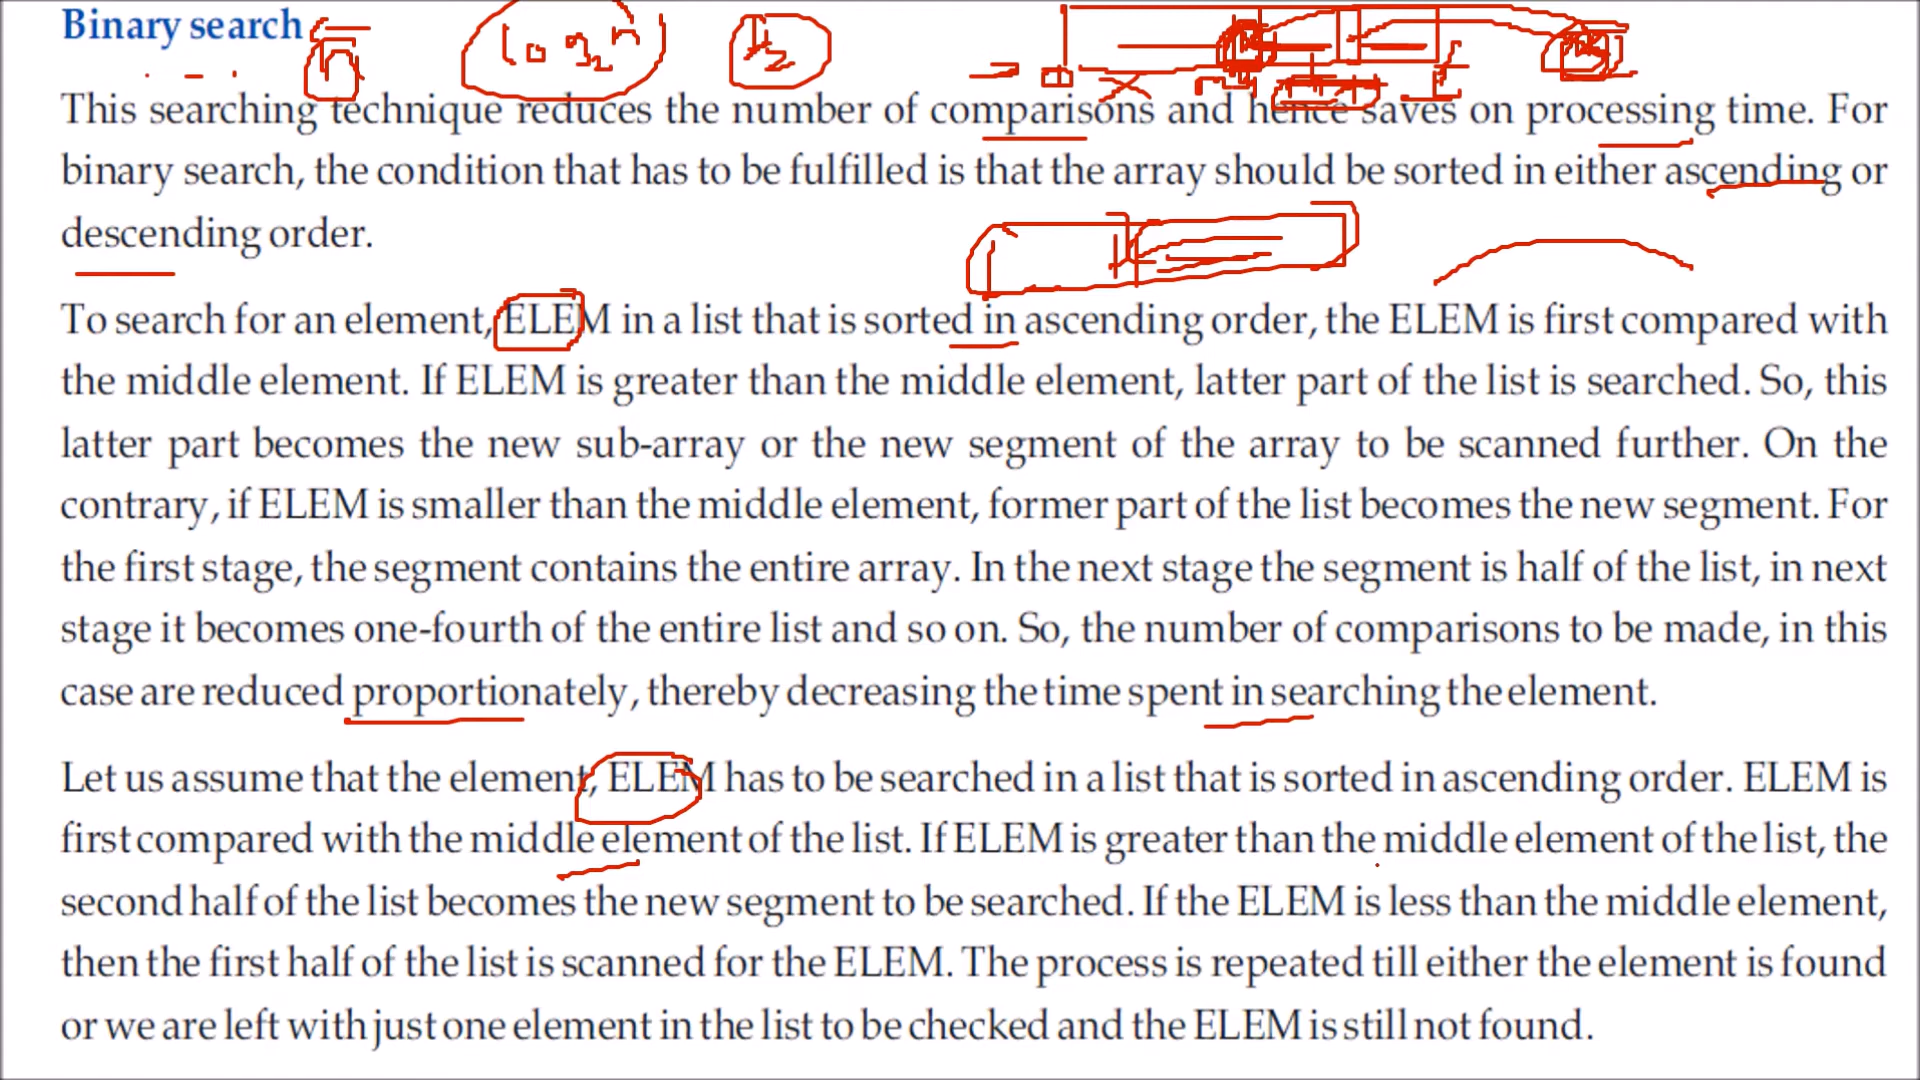 Binary search n log₂n
This searching technique reduces the number of comparisons and hence saves on processing time. For
binary search, the condition that has to be fulfilled is that the array should be sorted in either ascending or
descending order.
To search for an element, ELEM in a list that is sorted in ascending order, the ELEM is first compared with
the middle element. If ELEM is greater than the middle element, latter part of the list is searched. So, this
latter part becomes the new sub-array or the new segment of the array to be scanned further. On the
contrary, if ELEM is smaller than the middle element, former part of the list becomes the new segment. For
the first stage, the segment contains the entire array. In the next stage the segment is half of the list, in next
stage it becomes one-fourth of the entire list and so on. So, the number of comparisons to be made, in this
case are reduced proportionately, thereby decreasing the time spent in searching the element.
Let us assume that the element, ELEM has to be searched in a list that is sorted in ascending order. ELEM is
first compared with the middle element of the list. If ELEM is greater than the middle element of the list, the
second half of the list becomes the new segment to be searched. If the ELEM is less than the middle element,
then the first half of the list is scanned for the ELEM. The process is repeated till either the element is found
or we are left with just one element in the list to be checked and the ELEM is still not found.